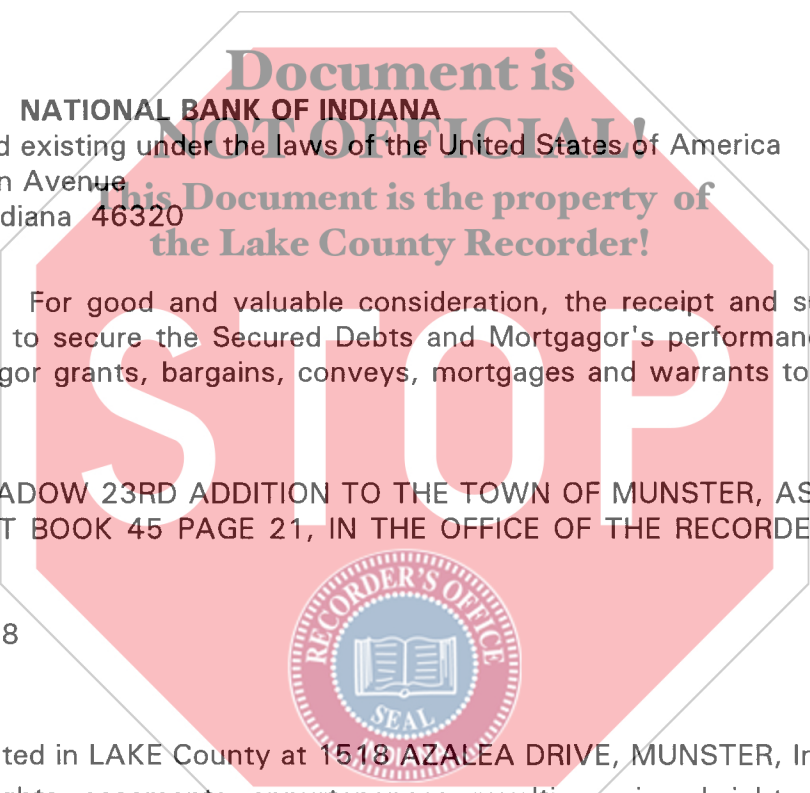 Document is
NATIONAL BANK OF INDIANA
NOT OFFICIAL!
d existing under the laws of the United States of America
n Avenue
This Document is the property of
diana 46320
the Lake County Recorder!
For good and valuable consideration, the receipt and s
to secure the Secured Debts and Mortgagor's performan
gor grants, bargains, conveys, mortgages and warrants to
STOP
ADOW 23RD ADDITION TO THE TOWN OF MUNSTER, AS
T BOOK 45 PAGE 21, IN THE OFFICE OF THE RECORDE
RECORDER'S OFFICE
8
SEAL
INDIANA
ted in LAKE County at 1518 AZALEA DRIVE, MUNSTER, In